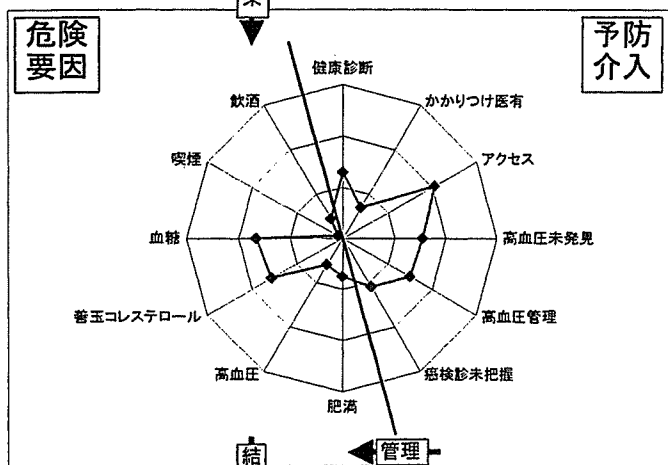 危険
要因
予防
介入
健康診断
かかりつけ医有
アクセス
高血圧未発見
高血圧管理
癌検診未把握
肥満
高血圧
善玉コレステロール
血糖
喫煙
飲酒
結
管理